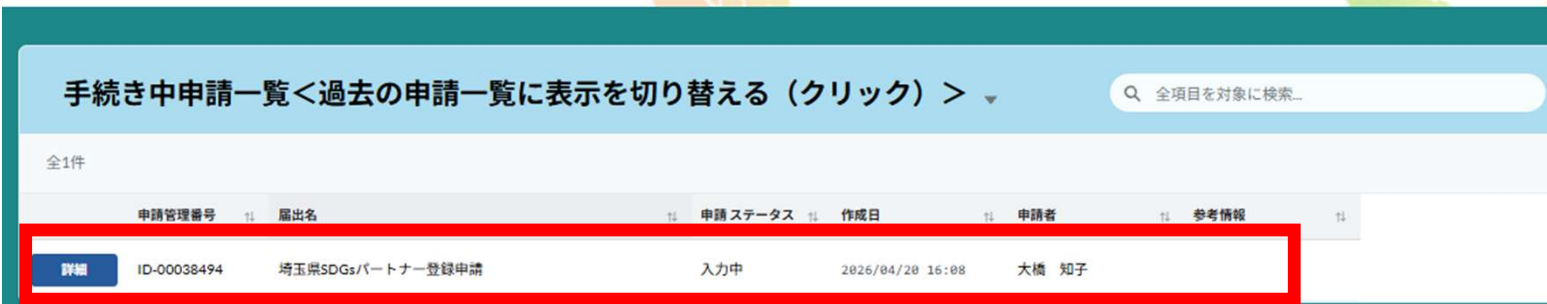 手続き中申請一覧＜過去の申請一覧に表示を切り替える（クリック）＞
全項目を対象に検索...
全1件
申請管理番号 届出名 申請ステータス 作成日 申請者 参考情報
詳細 ID-00038494 埼玉県SDGsパートナー登録申請 入力中 2026/04/20 16:08 大橋　知子